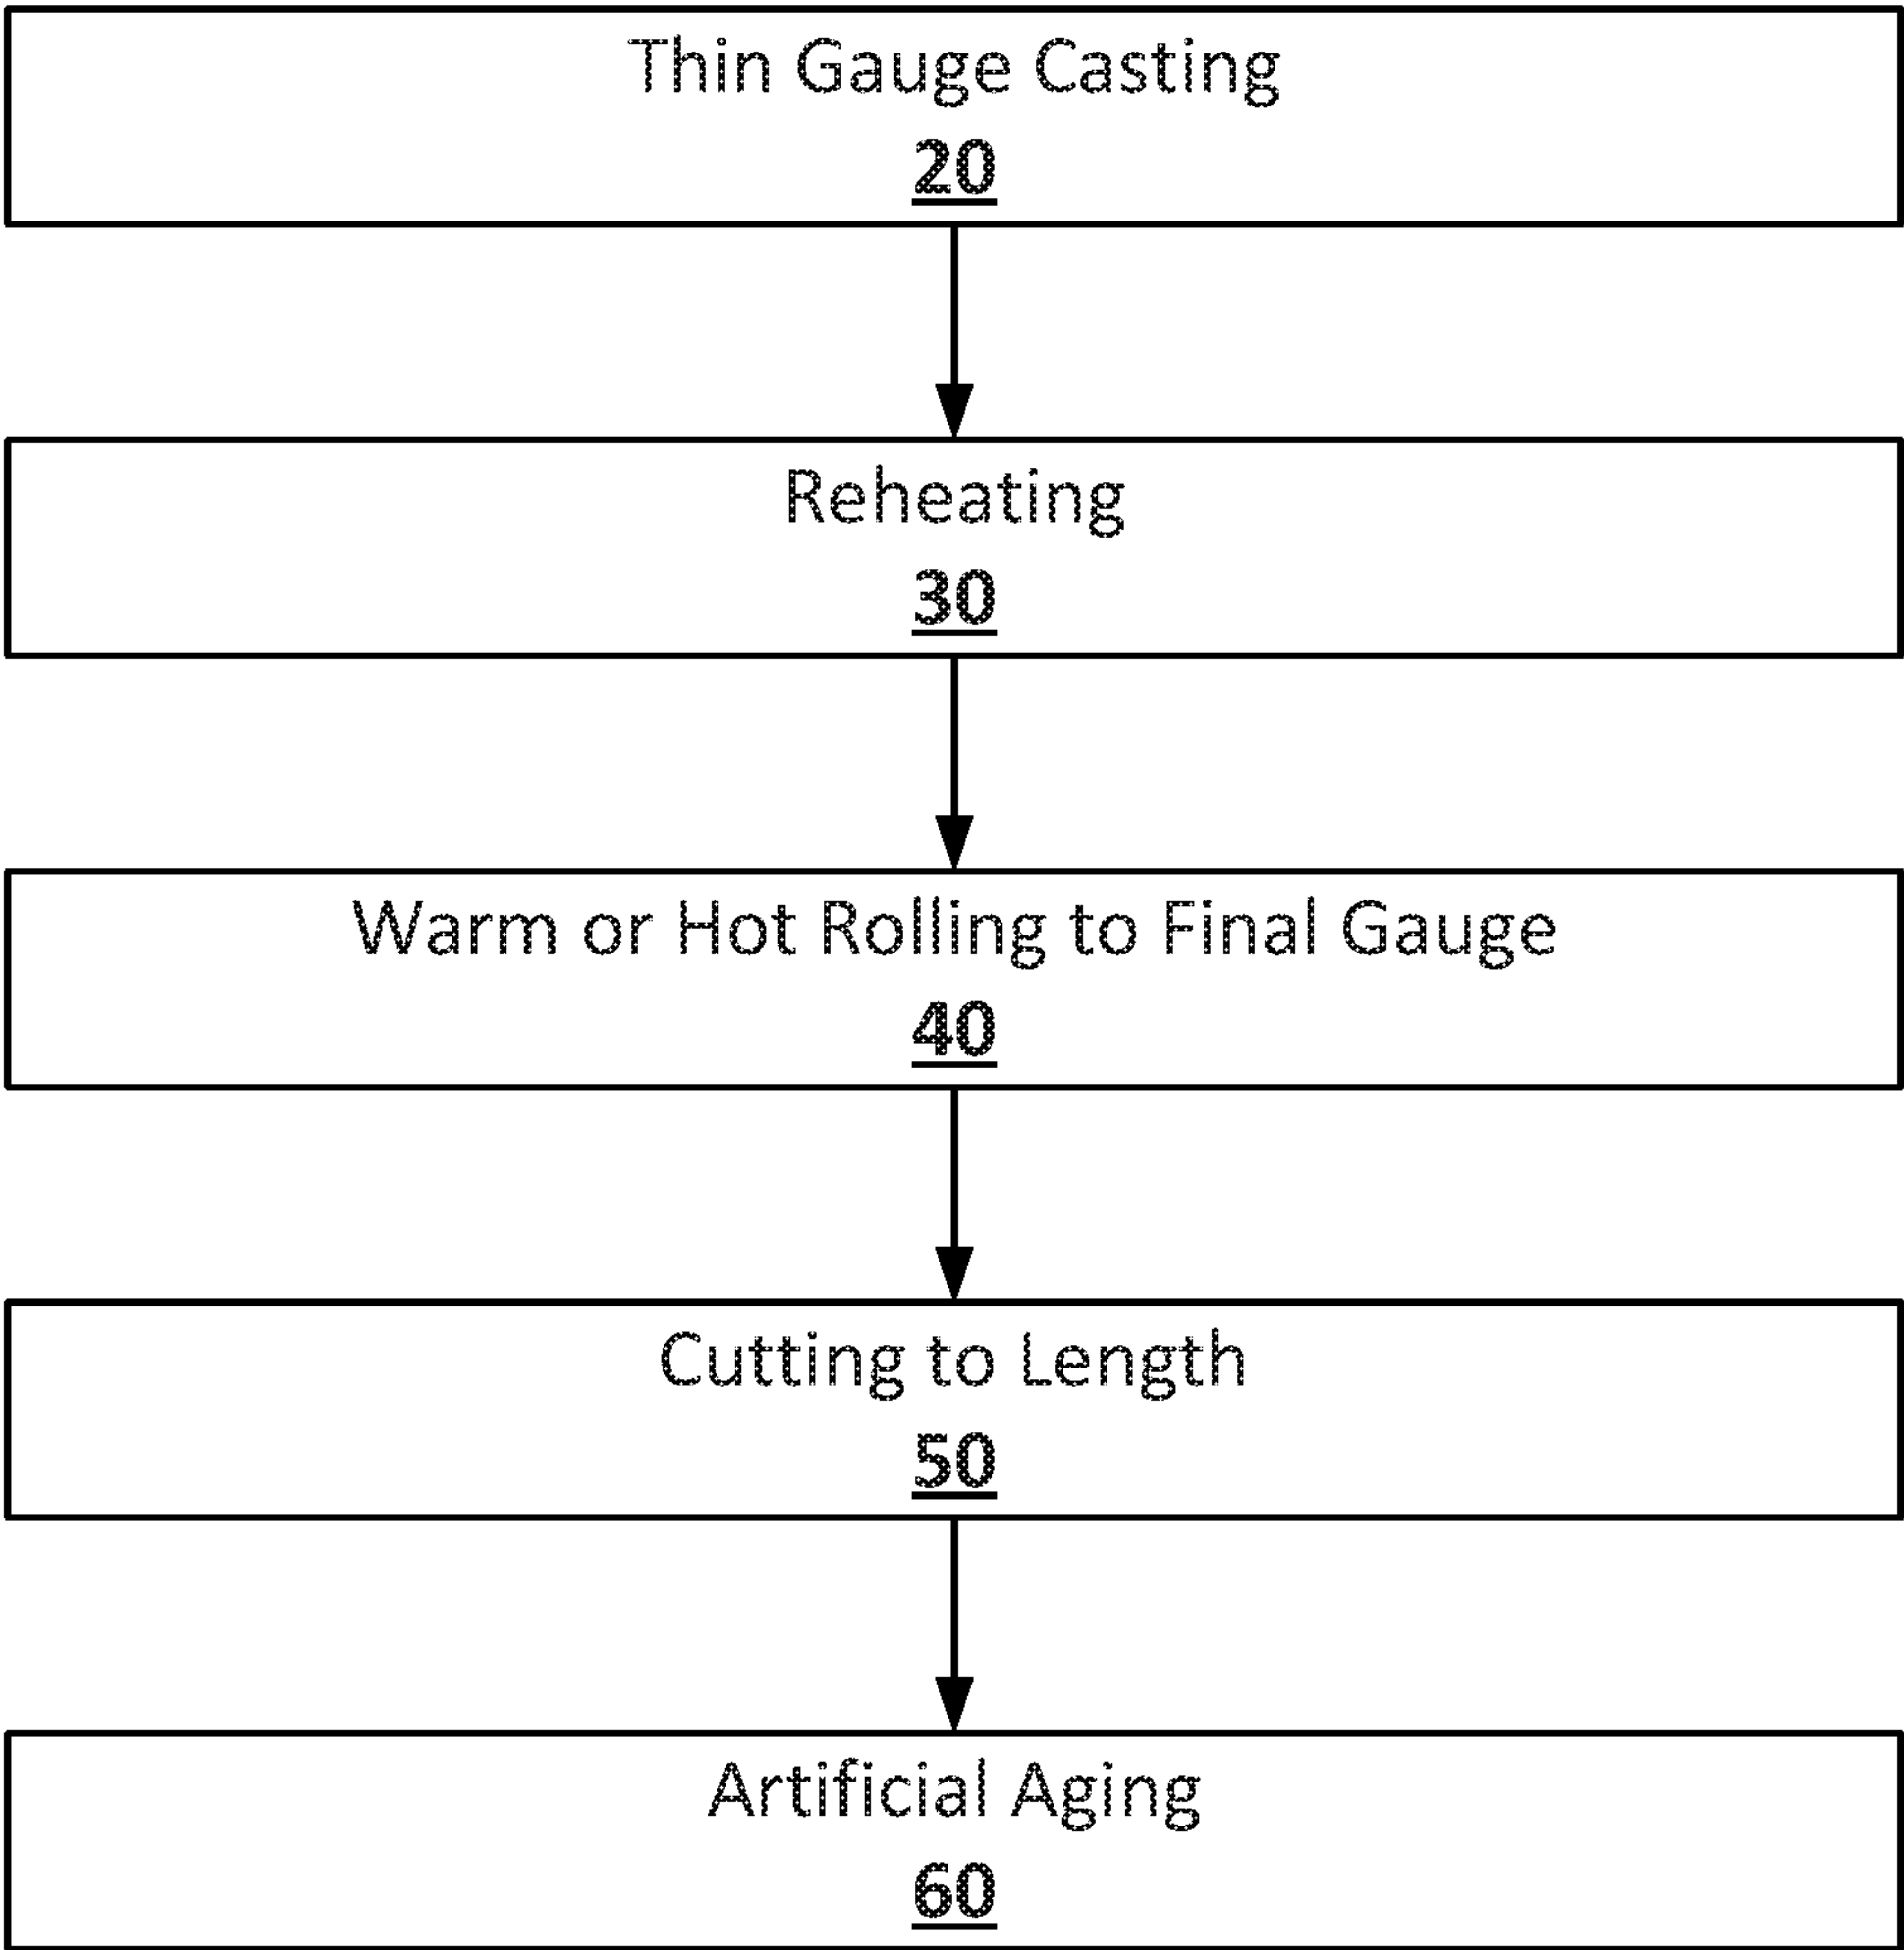 Thin Gauge Casting
20
Reheating
30
Warm or Hot Rolling to Final Gauge
40
Cutting to Length
50
Artificial Aging
60